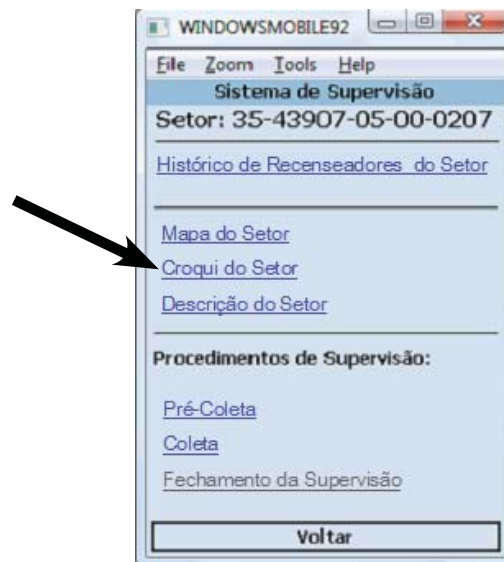 WINDOWSMOBILE92
File Zoom Tools Help
Sistema de Supervisão
Setor: 35-43907-05-00-0207
Histórico de Recenseadores do Setor
Mapa do Setor
Croqui do Setor
Descrição do Setor
Procedimentos de Supervisão:
Pré-Coleta
Coleta
Fechamento da Supervisão
Voltar